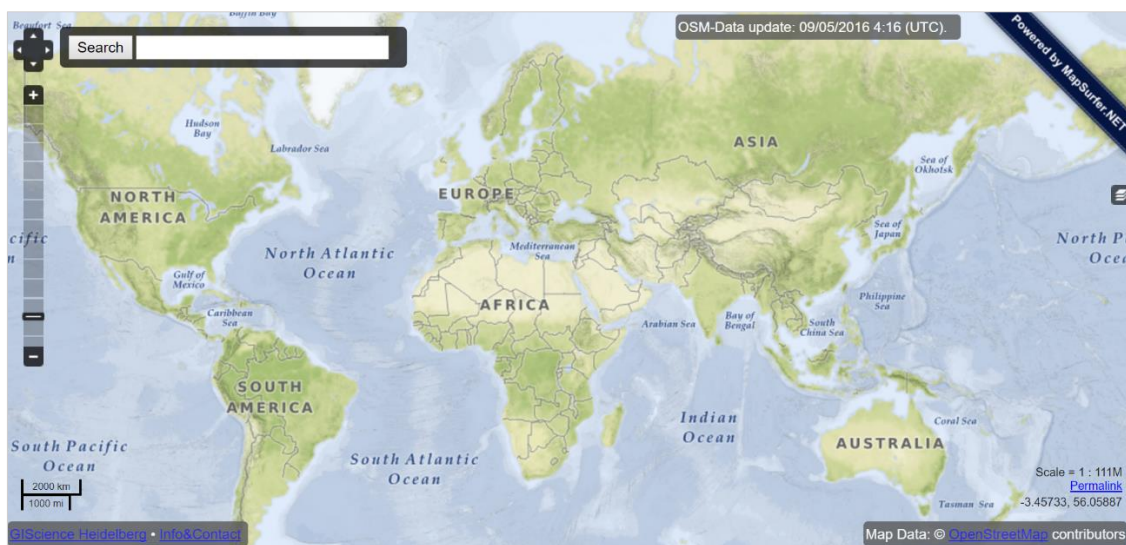 Baffin Bay
Beaufort Sea
Search
OSM-Data update: 09/05/2016 4:16 (UTC).
Powered by MapSurfer.NET
+
Hudson
Bay
Labrador Sea
ASIA
Sea of
Okhotsk
NORTH
AMERICA
EUROPE
Sea of
Japan
cific
n
North Atlantic
Ocean
Mediterranean
Sea
North P
Ocea
Gulf of
Mexico
Caribbean
Sea
AFRICA
Arabian Sea
Bay of
Bengal
South
China Sea
Philippine
Sea
−
SOUTH
AMERICA
Indian
Ocean
Coral Sea
AUSTRALIA
South Pacific
Ocean
South Atlantic
Ocean
2000 km
1000 mi
Scale = 1 : 111M
Permalink
-3.45733, 56.05887
Tasman Sea
GIScience Heidelberg • Info&Contact
Map Data: © OpenStreetMap contributors